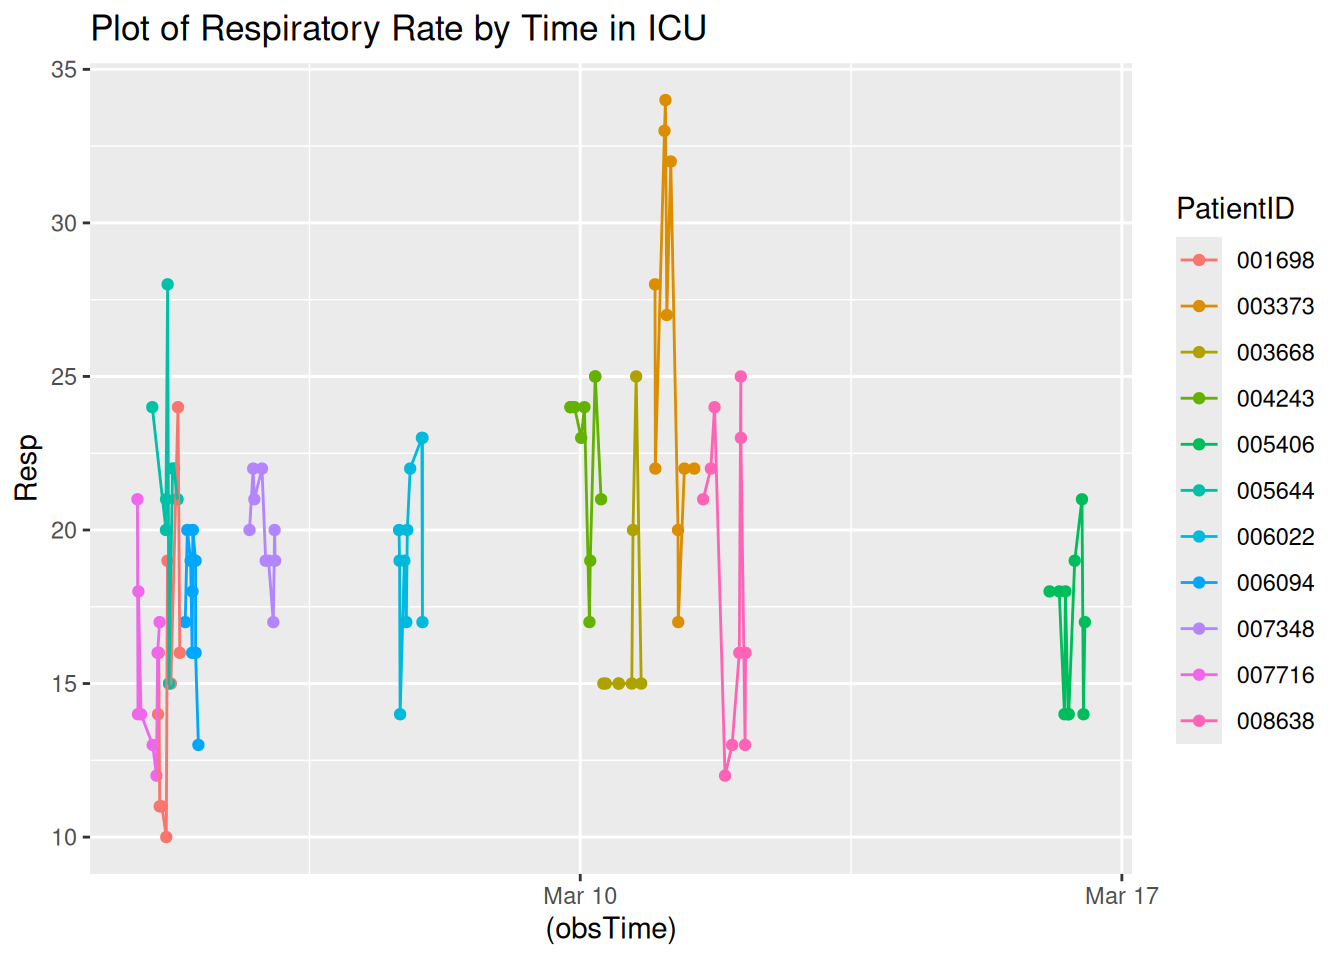 Plot of Respiratory Rate by Time in ICU
35
30
25
20
15
10
Resp
Mar 10
Mar 17
(obsTime)
PatientID
001698
003373
003668
004243
005406
005644
006022
006094
007348
007716
008638